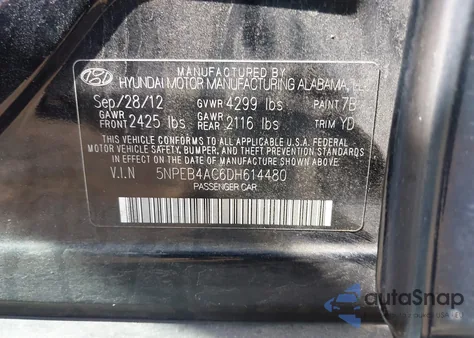 MANUFACTURED BY
HYUNDAI MOTOR MANUFACTURING ALABAMA, LLC
Sep/28/12 GVWR 4299 lbs PAINT 7B
GAWR GAWR
FRONT 2425 lbs REAR 2116 lbs TRIM YD
THIS VEHICLE CONFORMS TO ALL APPLICABLE U.S. FEDERAL
MOTOR VEHICLE SAFETY, BUMPER, AND THEFT PREVENTION STANDARDS
IN EFFECT ON THE DATE OF MANUFACTURE SHOWN ABOVE.
V.I.N 5NPEB4AC6DH614480
PASSENGER CAR
autoSnap